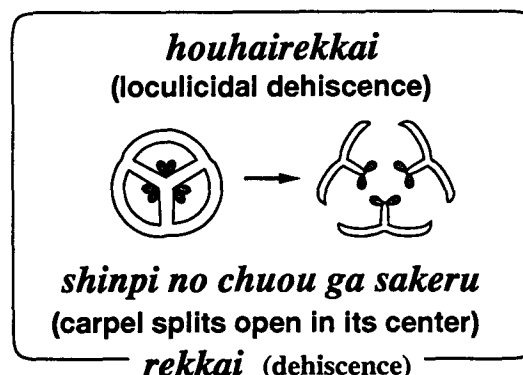 houhairekkai
(loculicidal dehiscence)
shinpi no chuou ga sakeru
(carpel splits open in its center)
rekkai (dehiscence)